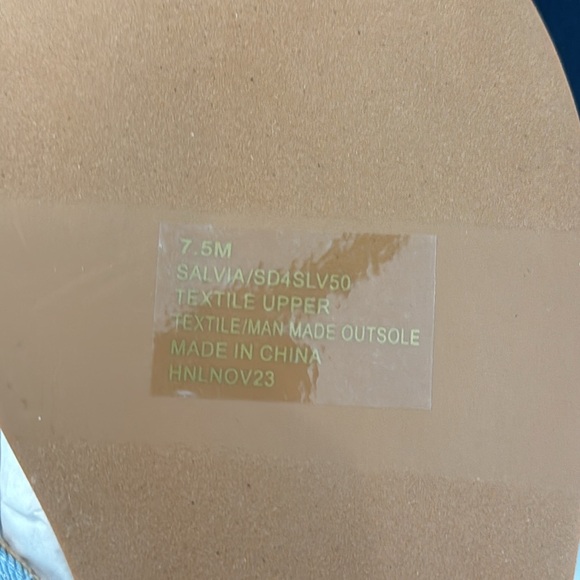 7.5M
SALVIA/SD4SLV50
TEXTILE UPPER
TEXTILE/MAN MADE OUTSOLE
MADE IN CHINA
HNLNOV23